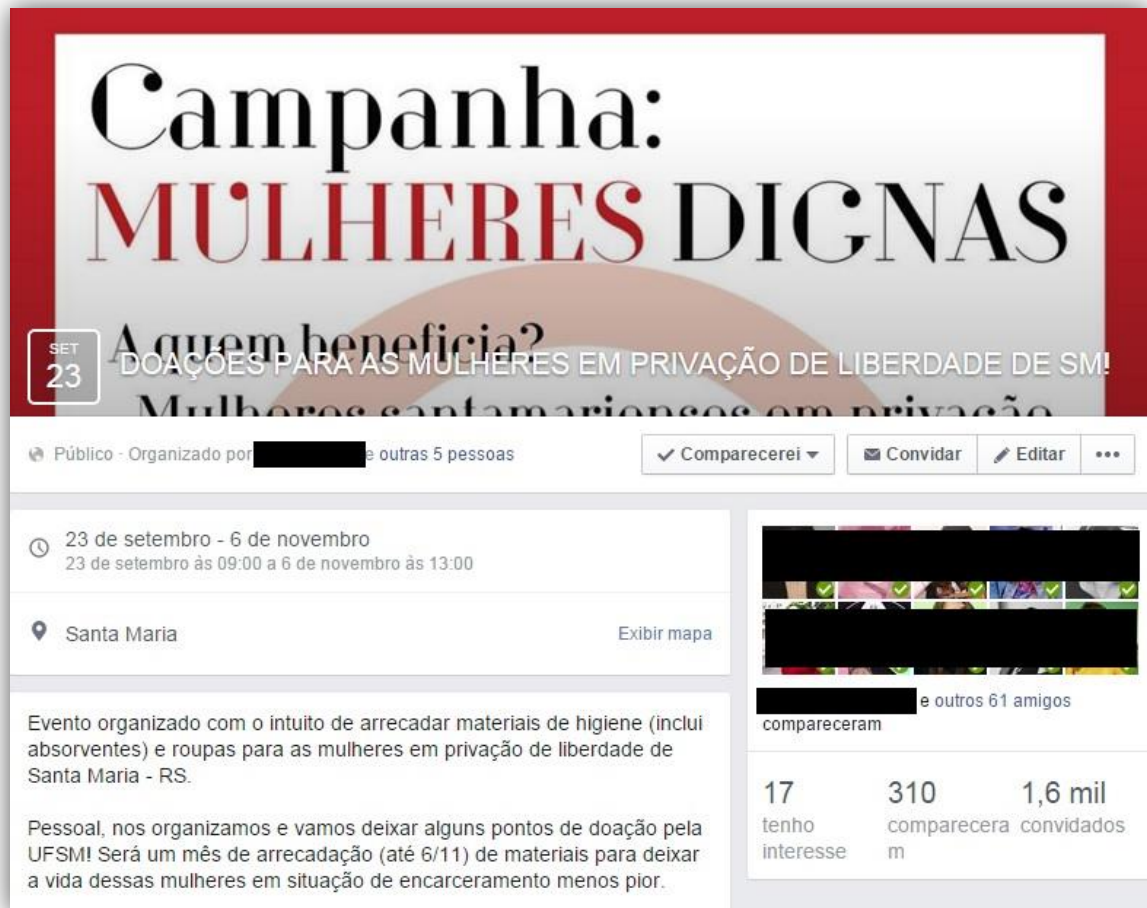 Campanha:
MULHERES DIGNAS
A quem beneficia?
SET
23
DOAÇÕES PARA AS MULHERES EM PRIVAÇÃO DE LIBERDADE DE SM!
Mulheres santamarienses em privação
Público · Organizado por e outras 5 pessoas
Comparecerei
Convidar
Editar
23 de setembro - 6 de novembro
23 de setembro às 09:00 a 6 de novembro às 13:00
Santa Maria
Exibir mapa
Evento organizado com o intuito de arrecadar materiais de higiene (inclui
absorventes) e roupas para as mulheres em privação de liberdade de
Santa Maria - RS.
Pessoal, nos organizamos e vamos deixar alguns pontos de doação pela
UFSM! Será um mês de arrecadação (até 6/11) de materiais para deixar
a vida dessas mulheres em situação de encarceramento menos pior.
e outros 61 amigos
compareceram
17
tenho
interesse
310
comparecera
m
1,6 mil
convidados